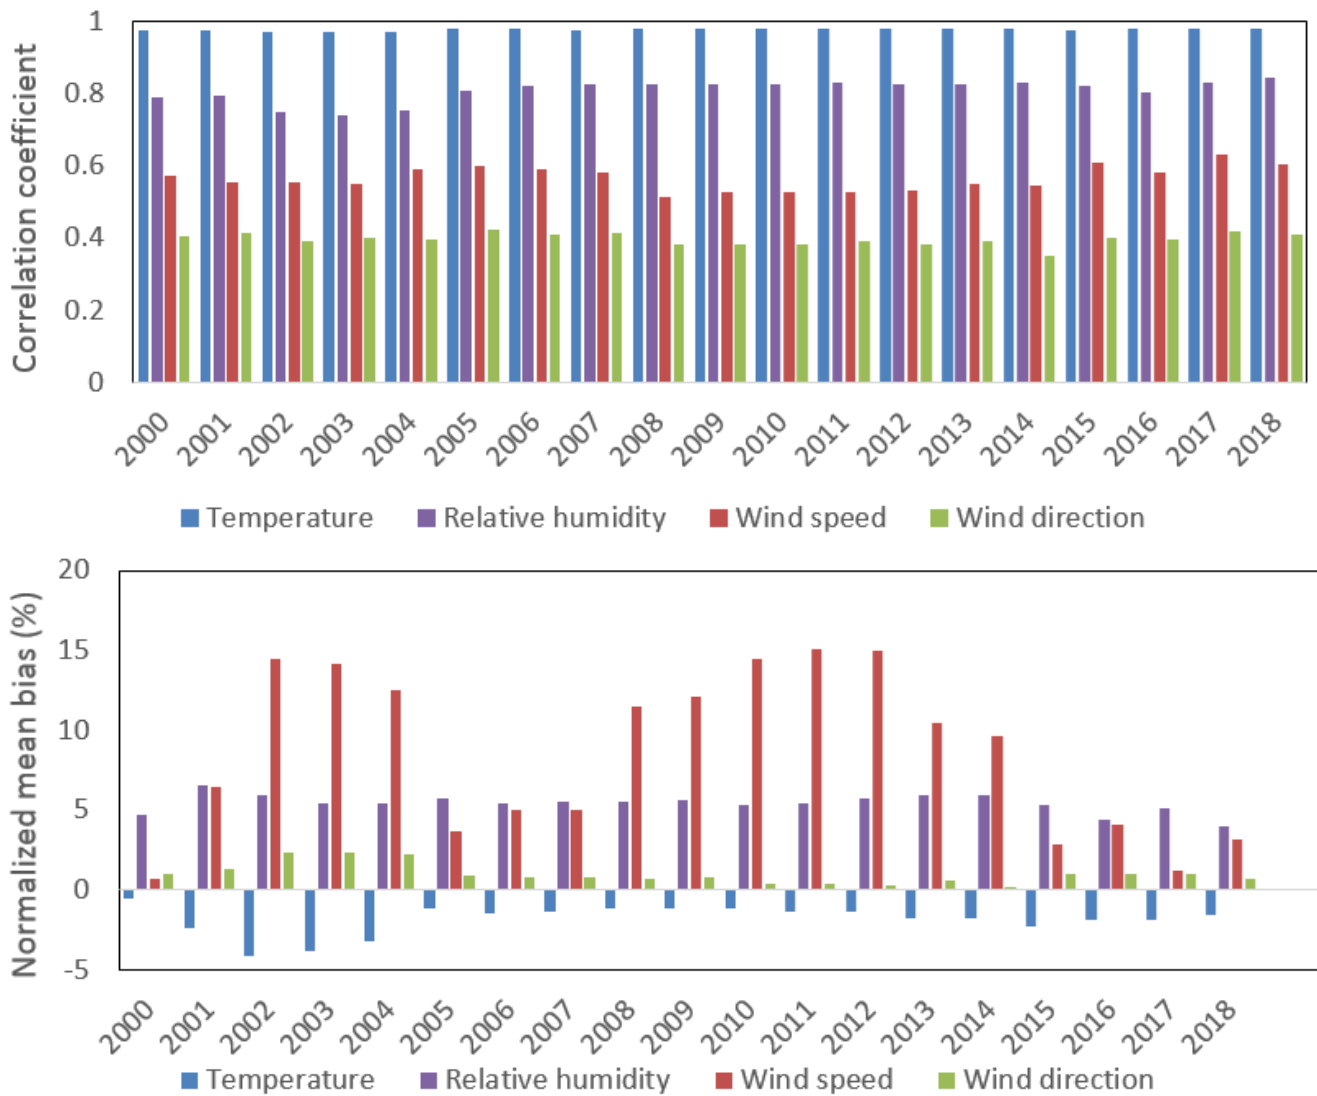 Correlation coefficient
1
0.8
0.6
0.4
0.2
0
2000 2001 2002 2003 2004 2005 2006 2007 2008 2009 2010 2011 2012 2013 2014 2015 2016 2017 2018
Temperature Relative humidity Wind speed Wind direction
Normalized mean bias (%)
20
15
10
5
0
-5
2000 2001 2002 2003 2004 2005 2006 2007 2008 2009 2010 2011 2012 2013 2014 2015 2016 2017 2018
Temperature Relative humidity Wind speed Wind direction